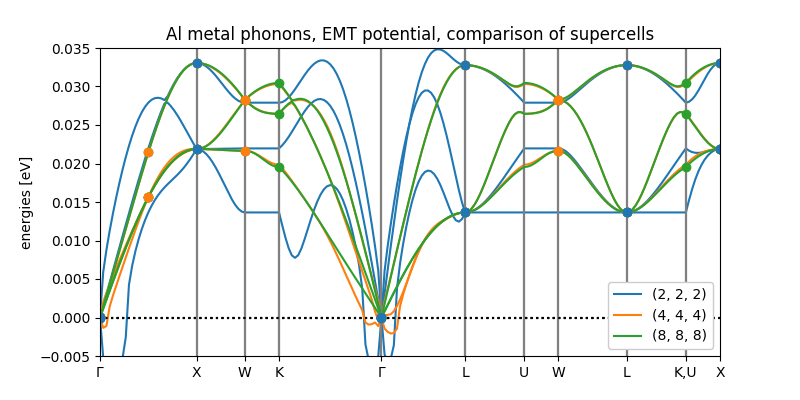 Al metal phonons, EMT potential, comparison of supercells
energies [eV]
0.035
0.030
0.025
0.020
0.015
0.010
0.005
0.000
−0.005
Γ X W K Γ L U W L K,U X
(2, 2, 2)
(4, 4, 4)
(8, 8, 8)